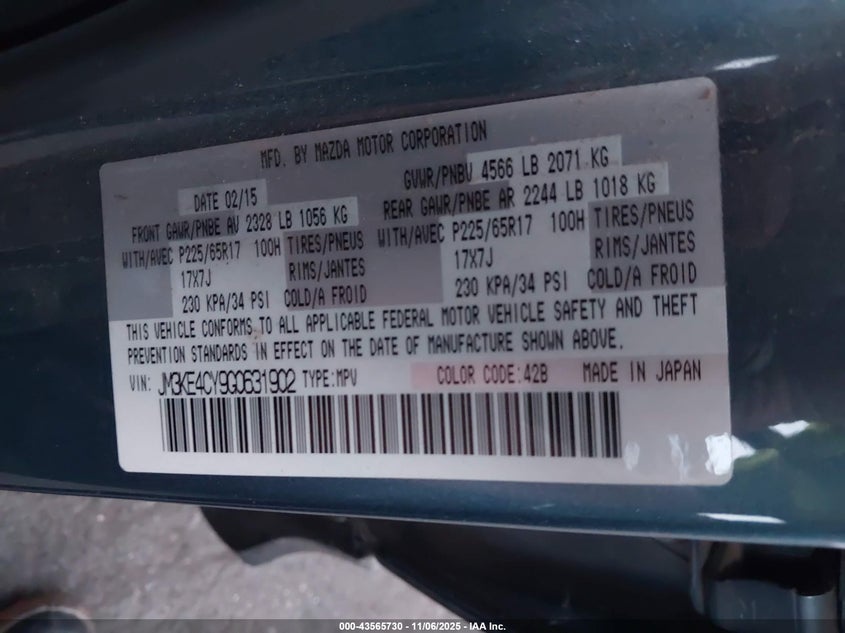 MFD. BY MAZDA MOTOR CORPORATION
DATE 02/15 GVWR/PNBV 4566 LB 2071 KG
FRONT GAWR/PNBE AV 2328 LB 1056 KG REAR GAWR/PNBE AR 2244 LB 1018 KG
WITH/AVEC P225/65R17 100H TIRES/PNEUS WITH/AVEC P225/65R17 100H TIRES/PNEUS
17X7J RIMS/JANTES 17X7J RIMS/JANTES
230 KPA/34 PSI COLD/A FROID 230 KPA/34 PSI COLD/A FROID
THIS VEHICLE CONFORMS TO ALL APPLICABLE FEDERAL MOTOR VEHICLE SAFETY AND THEFT
PREVENTION STANDARDS IN EFFECT ON THE DATE OF MANUFACTURE SHOWN ABOVE.
VIN: JM3KE4CY9G0631902 TYPE:MPV COLOR CODE:42B MADE IN JAPAN
000-43565730 - 11/06/2025 - IAA Inc.